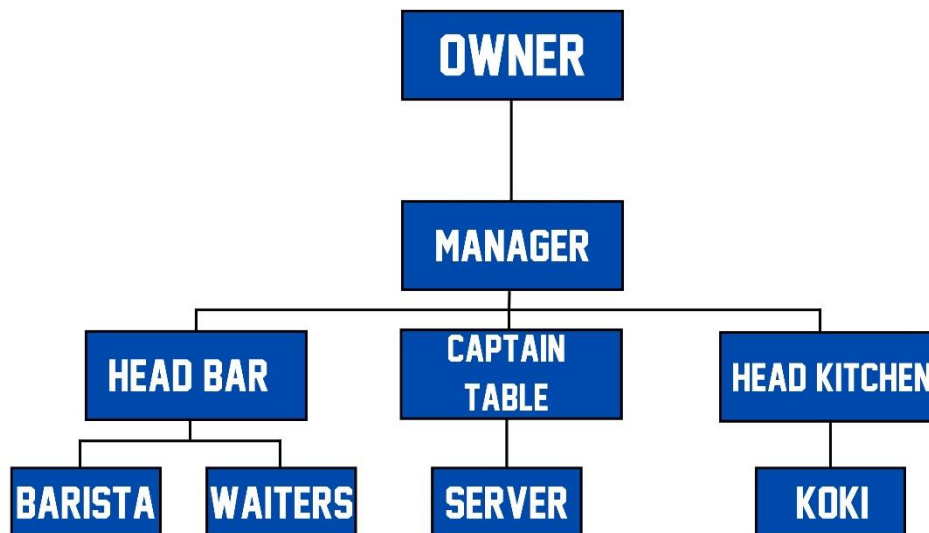 OWNER
MANAGER
HEAD BAR
CAPTAIN
TABLE
HEAD KITCHEN
BARISTA
WAITERS
SERVER
KOKI